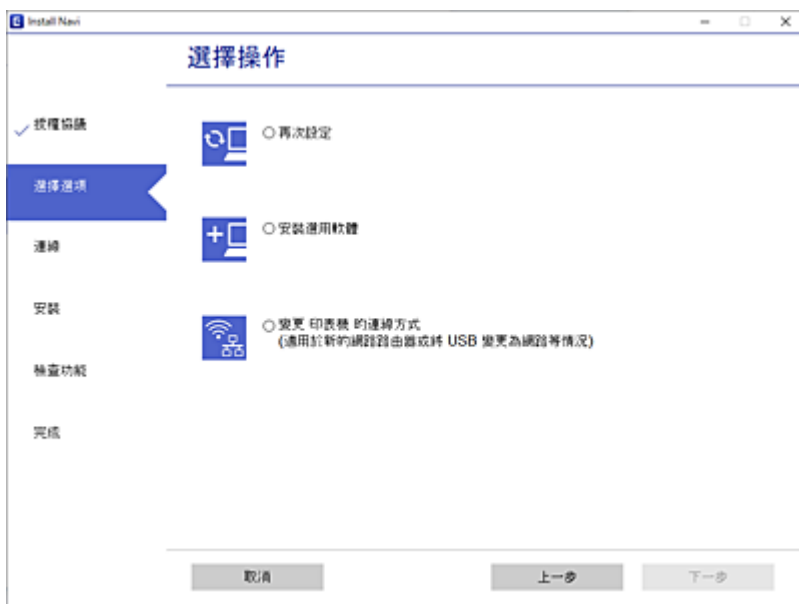 Install Navi
選擇操作
授權協議
選擇選項
連線
安裝
檢查功能
完成
再次設定
安裝選用軟體
變更 印表機 的連線方式
(適用於新的網路路由器或將 USB 變更為網路等情況)
取消
上一步
下一步